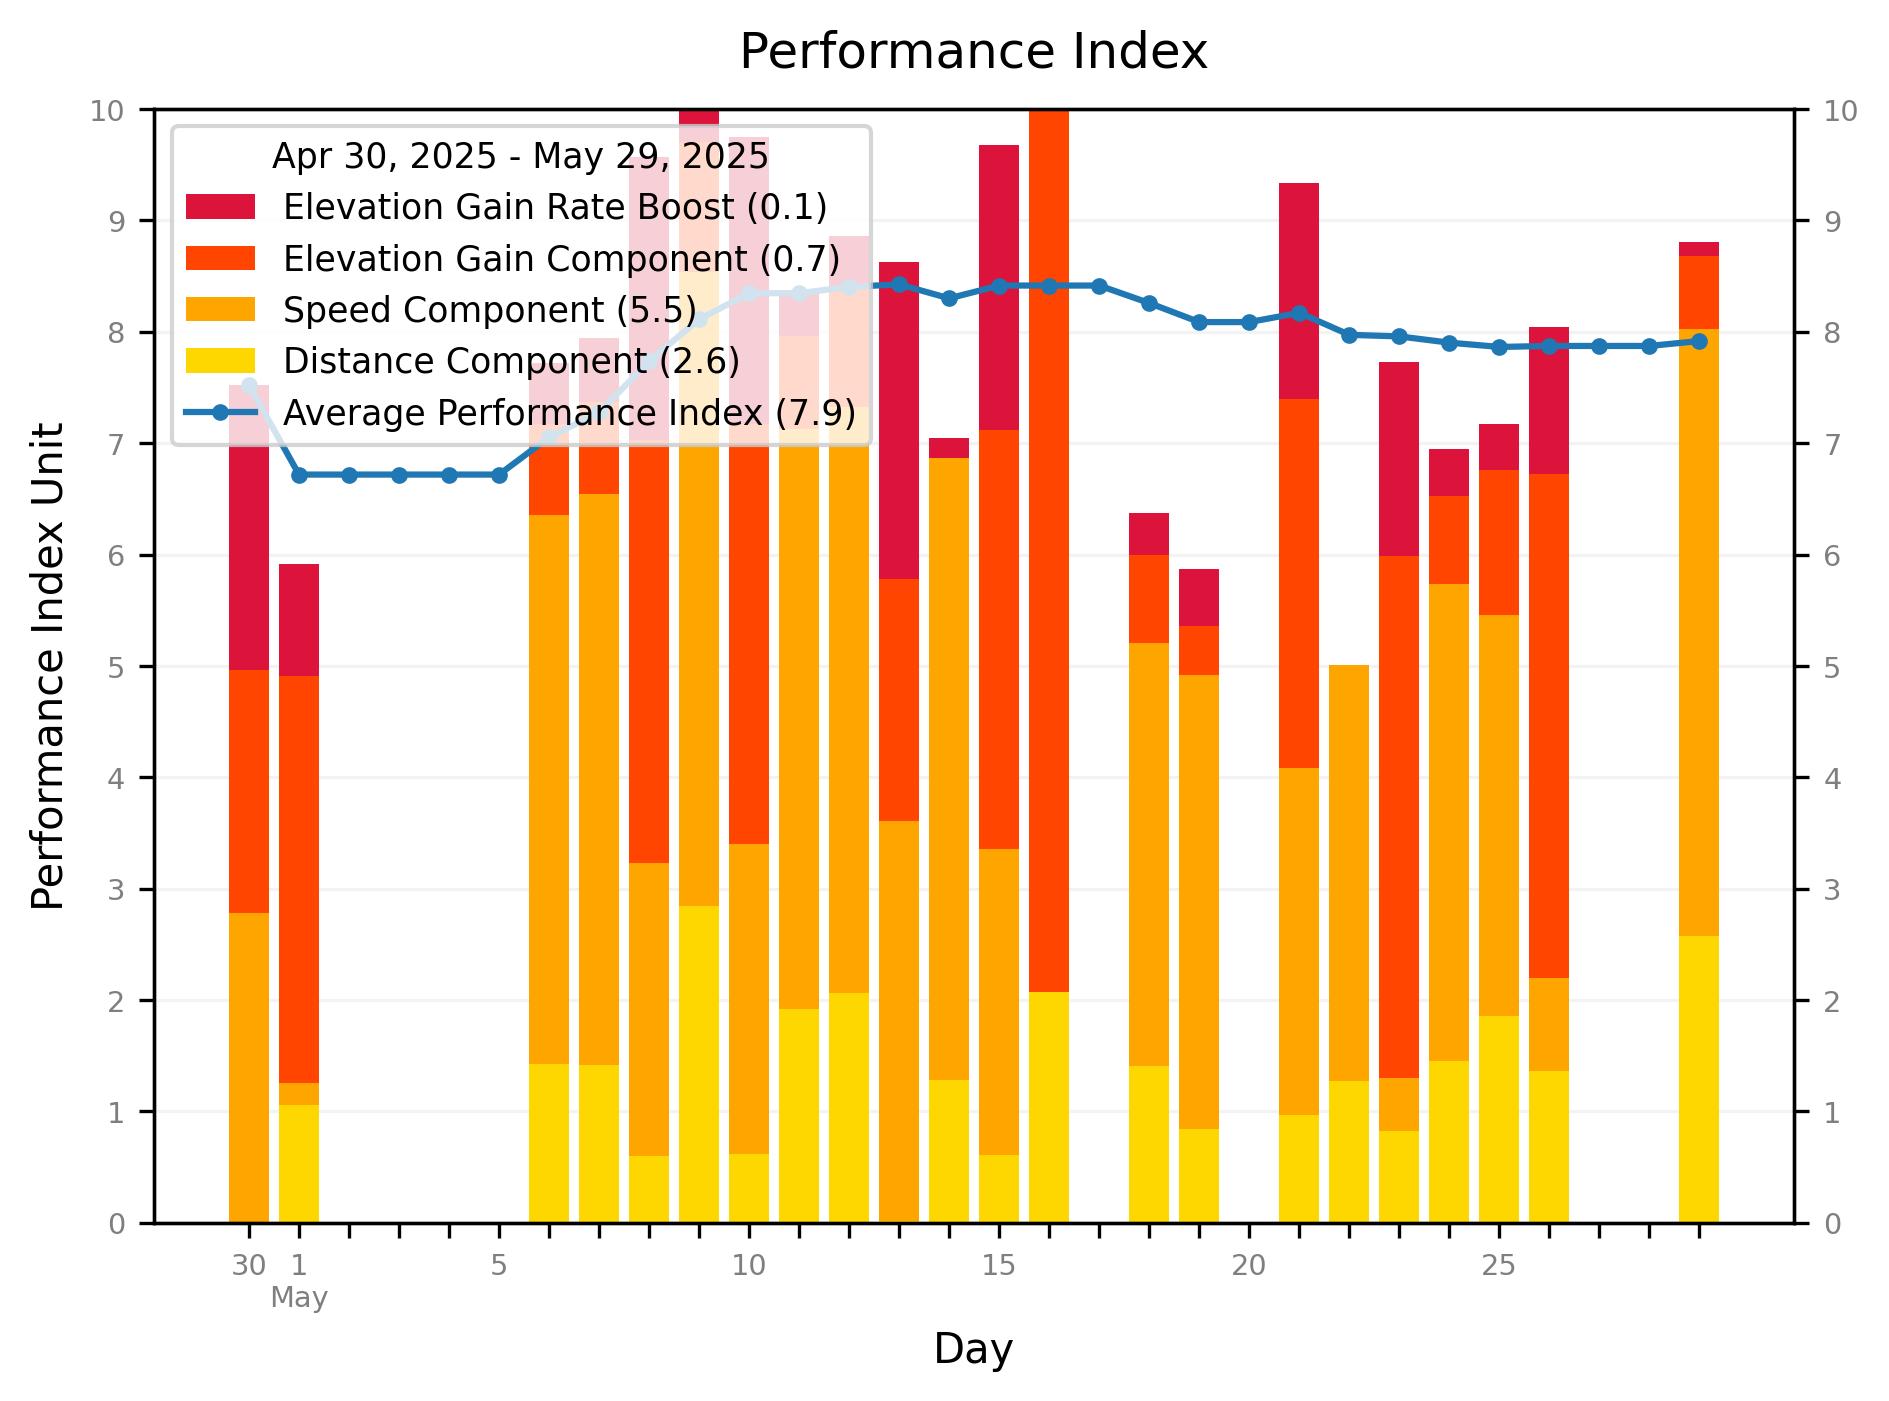 Performance Index
Apr 30, 2025 - May 29, 2025
Elevation Gain Rate Boost (0.1)
Elevation Gain Component (0.7)
Speed Component (5.5)
Distance Component (2.6)
Average Performance Index (7.9)
Performance Index Unit
10 10
9 9
8 8
7 7
6 6
5 5
4 4
3 3
2 2
1 1
0 0
30 1 5 10 15 20 25
May
Day